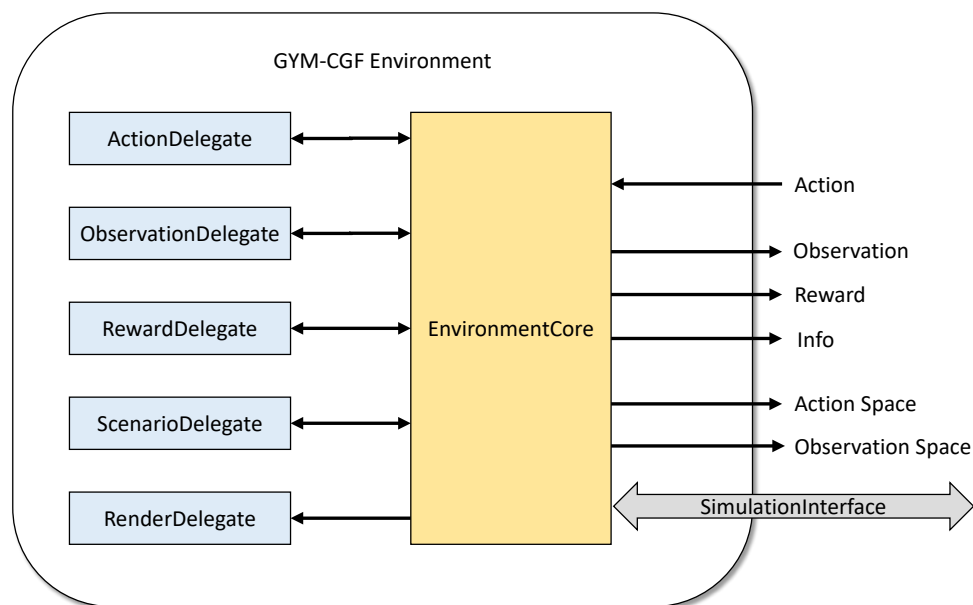 GYM-CGF Environment
ActionDelegate
ObservationDelegate
RewardDelegate
ScenarioDelegate
RenderDelegate
EnvironmentCore
Action
Observation
Reward
Info
Action Space
Observation Space
SimulationInterface